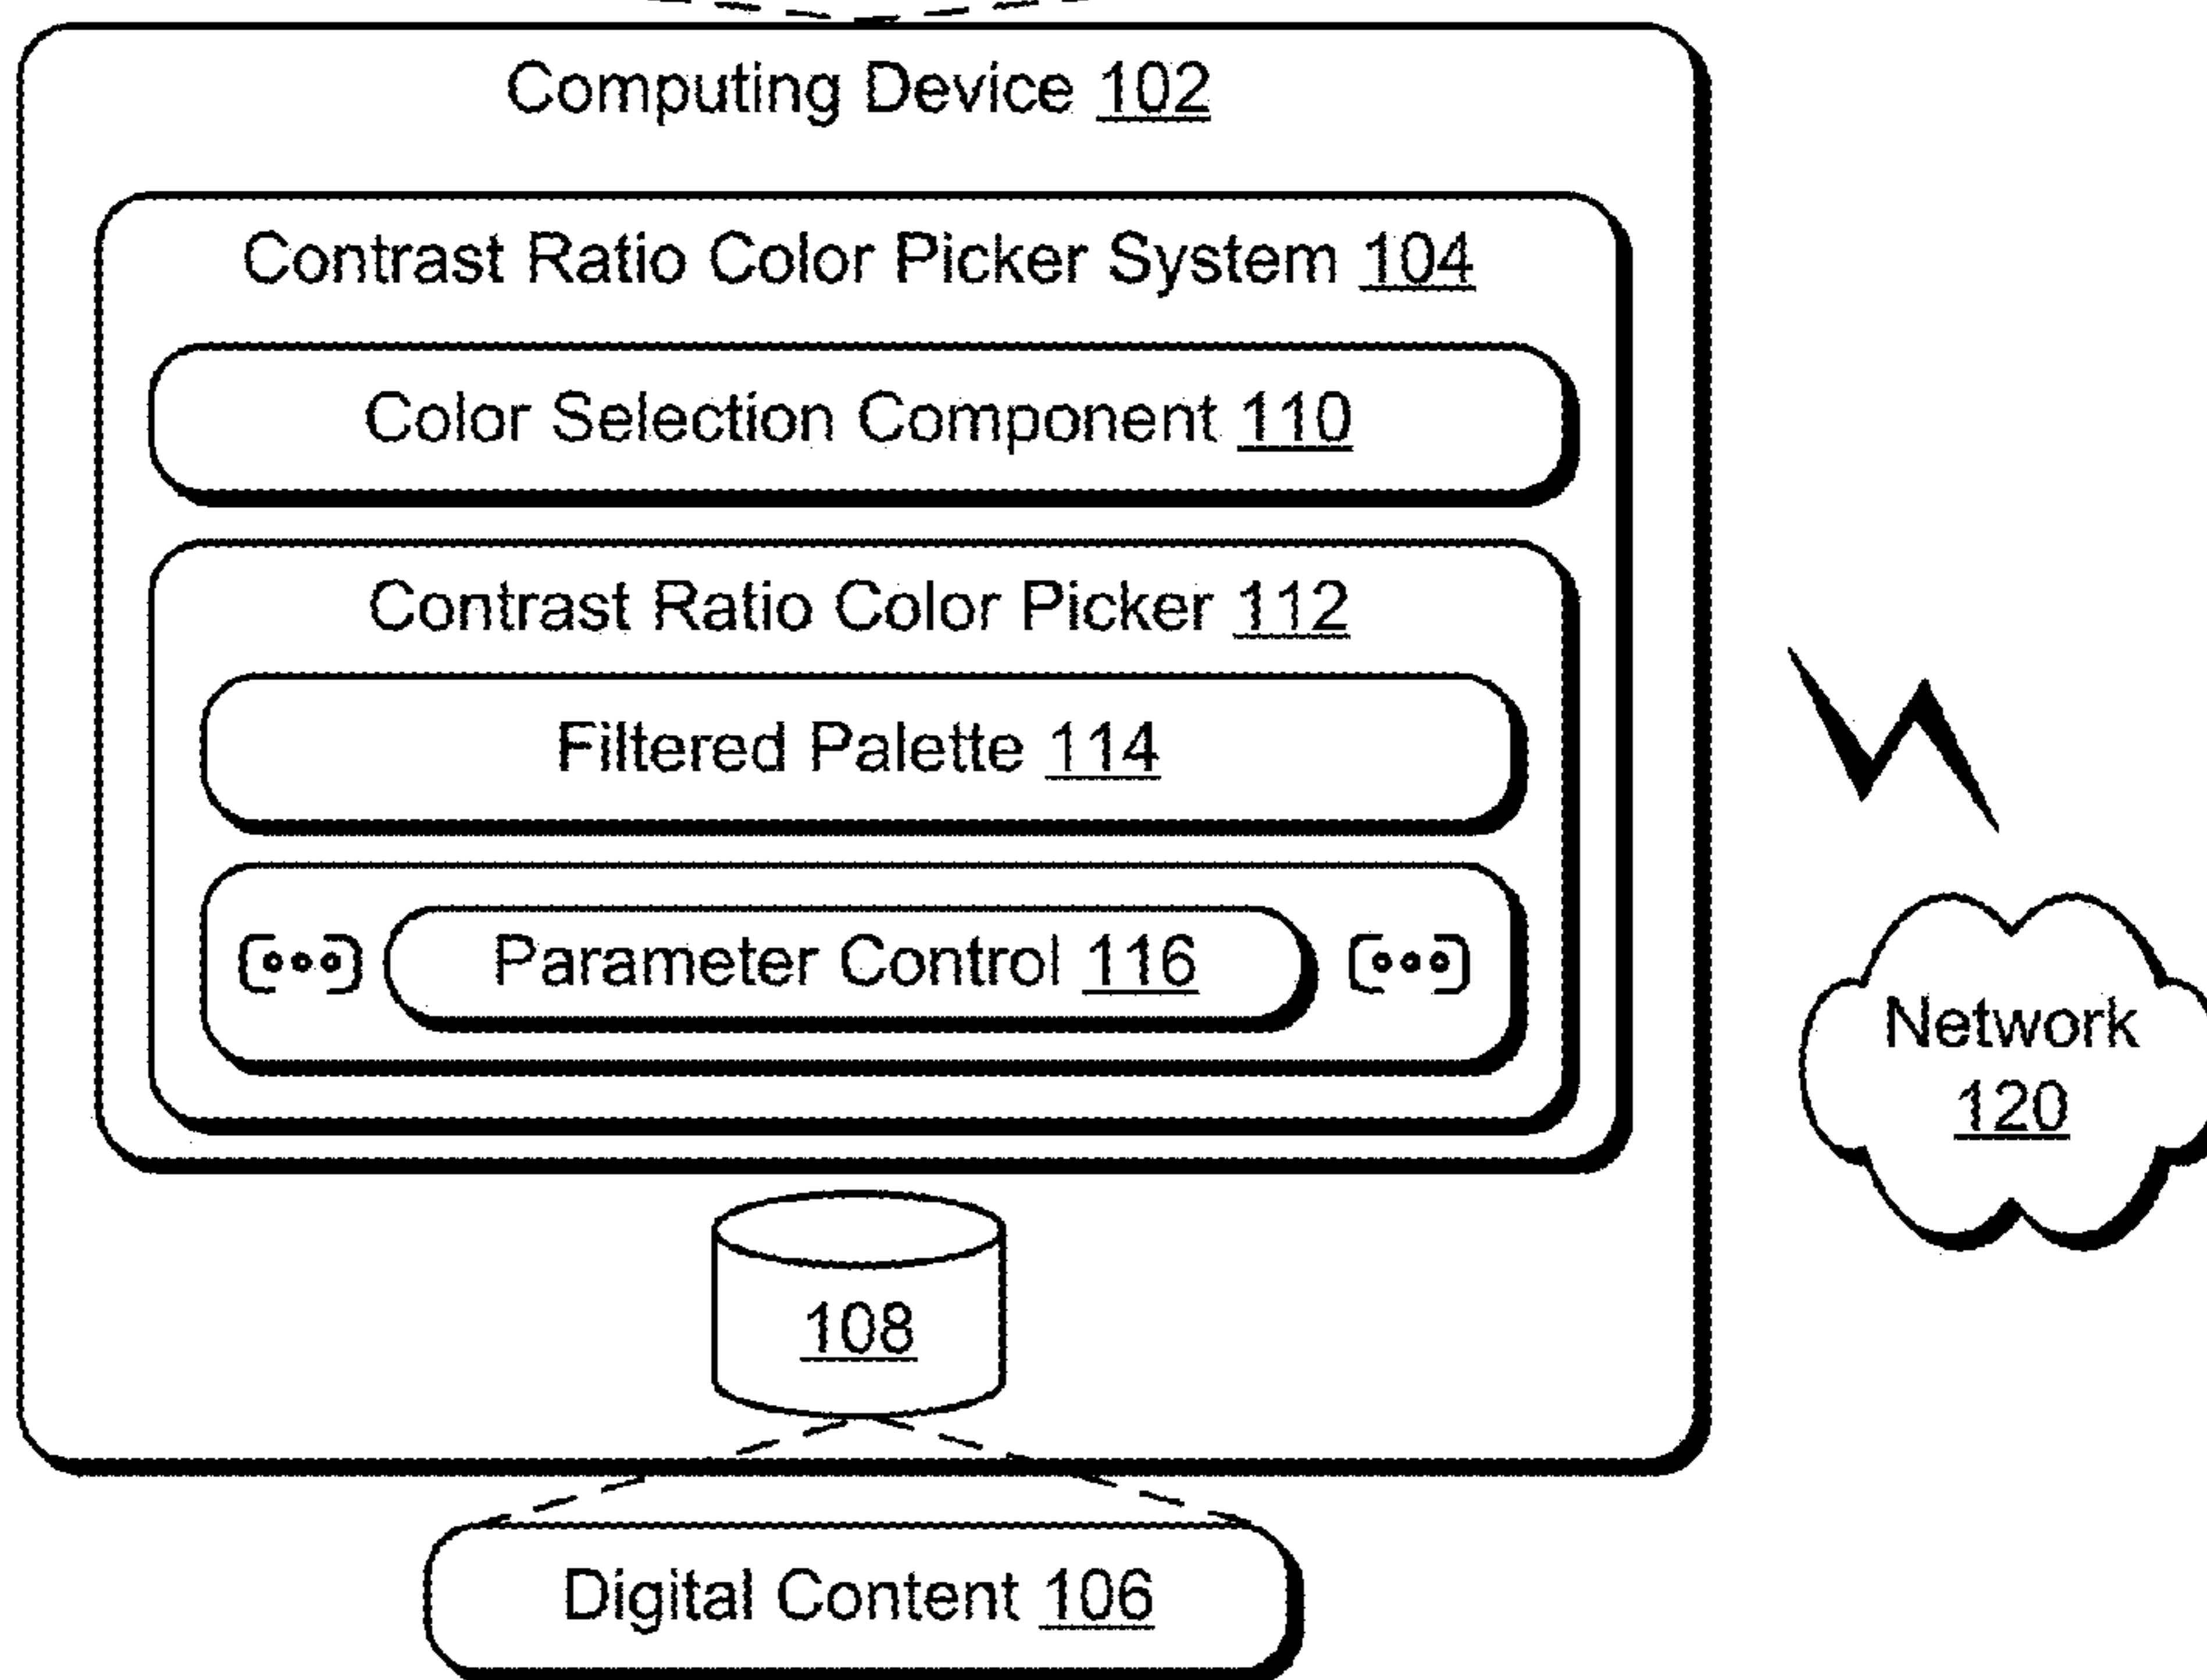 Computing Device 102
Contrast Ratio Color Picker System 104
Color Selection Component 110
Contrast Ratio Color Picker 112
Filtered Palette 114
Parameter Control 116
Network
120
108
Digital Content 106